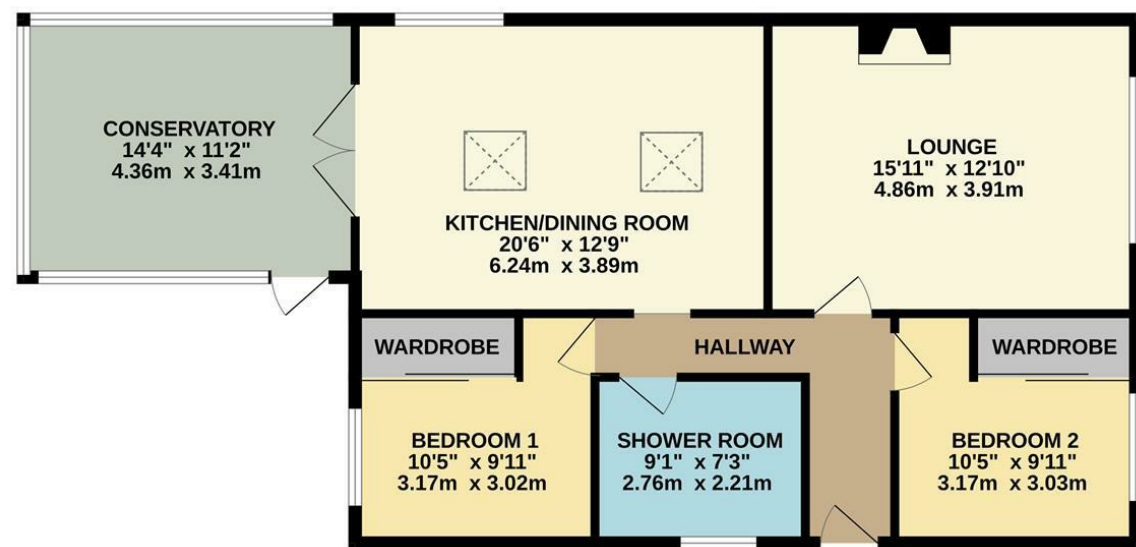 CONSERVATORY
14'4" x 11'2"
4.36m x 3.41m
KITCHEN/DINING ROOM
20'6" x 12'9"
6.24m x 3.89m
LOUNGE
15'11" x 12'10"
4.86m x 3.91m
WARDROBE
HALLWAY
WARDROBE
BEDROOM 1
10'5" x 9'11"
3.17m x 3.02m
SHOWER ROOM
9'1" x 7'3"
2.76m x 2.21m
BEDROOM 2
10'5" x 9'11"
3.17m x 3.03m